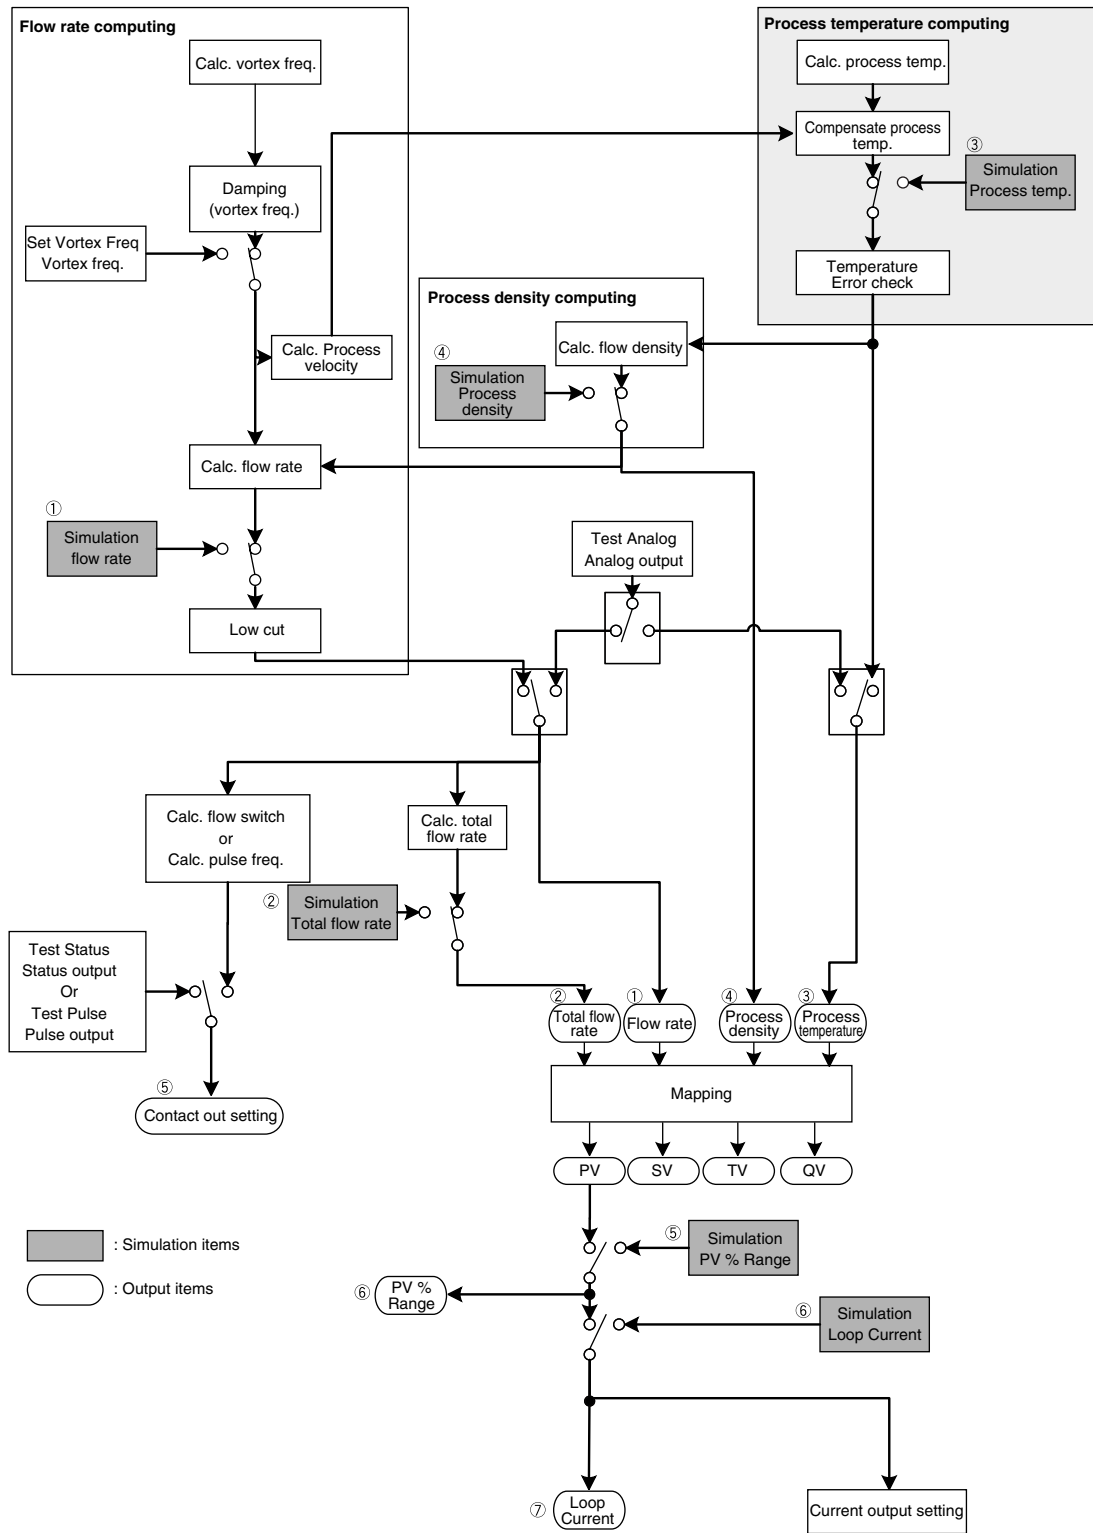 Flow rate computing
Calc. vortex freq.
Damping
(vortex freq.)
Set Vortex Freq
Vortex freq.
Calc. Process
velocity
Calc. flow rate
①
Simulation
flow rate
Low cut
Process temperature computing
Calc. process temp.
Compensate process
temp.
③
Simulation
Process temp.
Temperature
Error check
Process density computing
Calc. flow density
④
Simulation
Process
density
Test Analog
Analog output
Calc. flow switch
or
Calc. pulse freq.
Calc. total
flow rate
②
Simulation
Total flow rate
Test Status
Status output
Or
Test Pulse
Pulse output
⑤
Contact out setting
②
Total flow
rate
①
Flow rate
④
Process
density
③
Process
temperature
Mapping
PV
SV
TV
QV
⑤
Simulation
PV % Range
⑥
PV %
Range
⑥
Simulation
Loop Current
: Simulation items
: Output items
⑦
Loop
Current
Current output setting